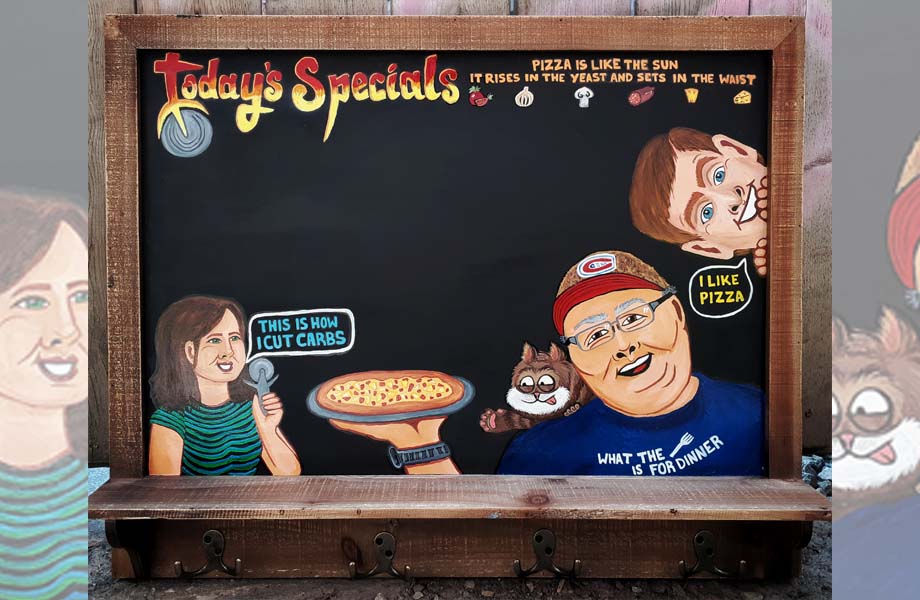 Today's Specials
PIZZA IS LIKE THE SUN
IT RISES IN THE YEAST AND SETS IN THE WAIST
I LIKE
PIZZA
THIS IS HOW
I CUT CARBS
WHAT THE
IS FOR DINNER